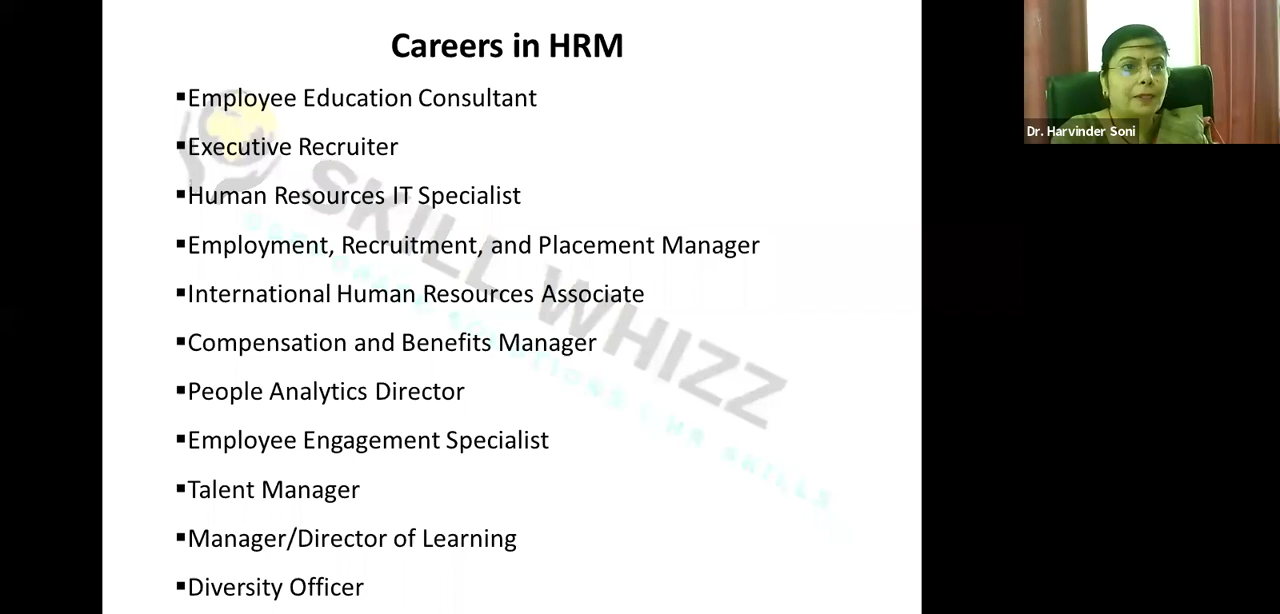 Careers in HRM
▪Employee Education Consultant
▪Executive Recruiter
▪Human Resources IT Specialist
▪Employment, Recruitment, and Placement Manager
▪International Human Resources Associate
▪Compensation and Benefits Manager
▪People Analytics Director
▪Employee Engagement Specialist
▪Talent Manager
▪Manager/Director of Learning
▪Diversity Officer
SKILL WHIZZ
HR SKILLS
Dr. Harvinder Soni